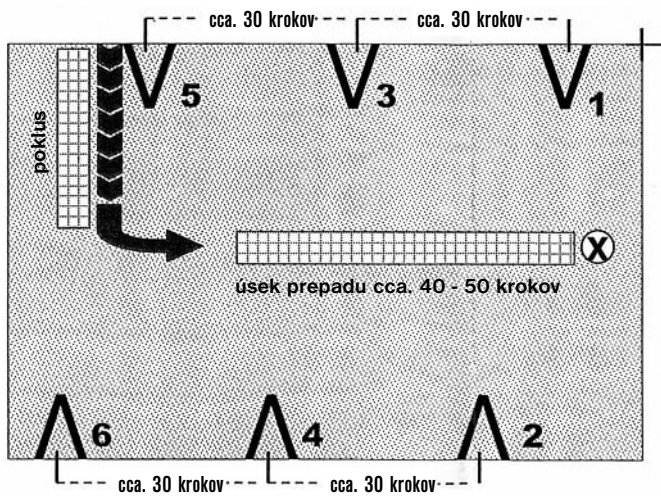 cca. 30 krokov cca. 30 krokov
5 3 1
poklus
X
úsek prepadu cca. 40 - 50 krokov
6 4 2
cca. 30 krokov cca. 30 krokov